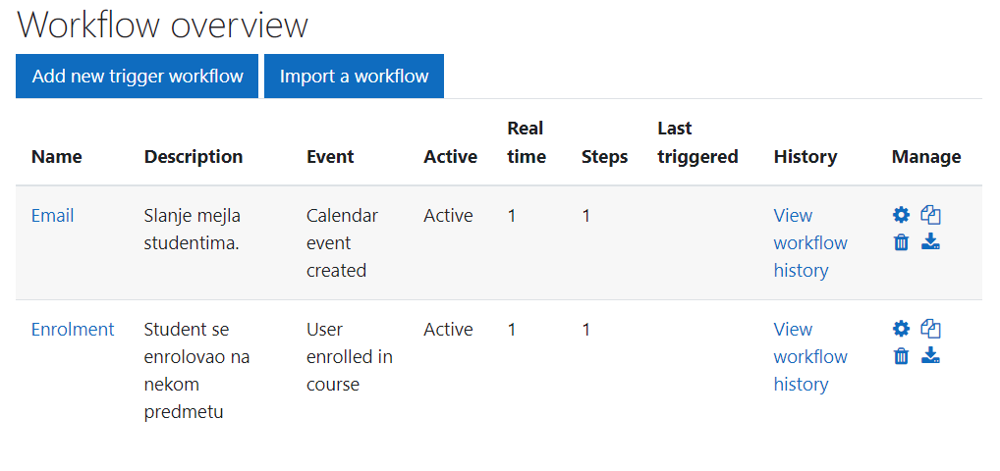 Workflow overview
Add new trigger workflow Import a workflow
Name Description Event Active Real time Steps Last triggered History Manage
Email Slanje mejla studentima. Calendar event created Active 1 1 View workflow history
Enrolment Student se enrolovao na nekom predmetu User enrolled in course Active 1 1 View workflow history